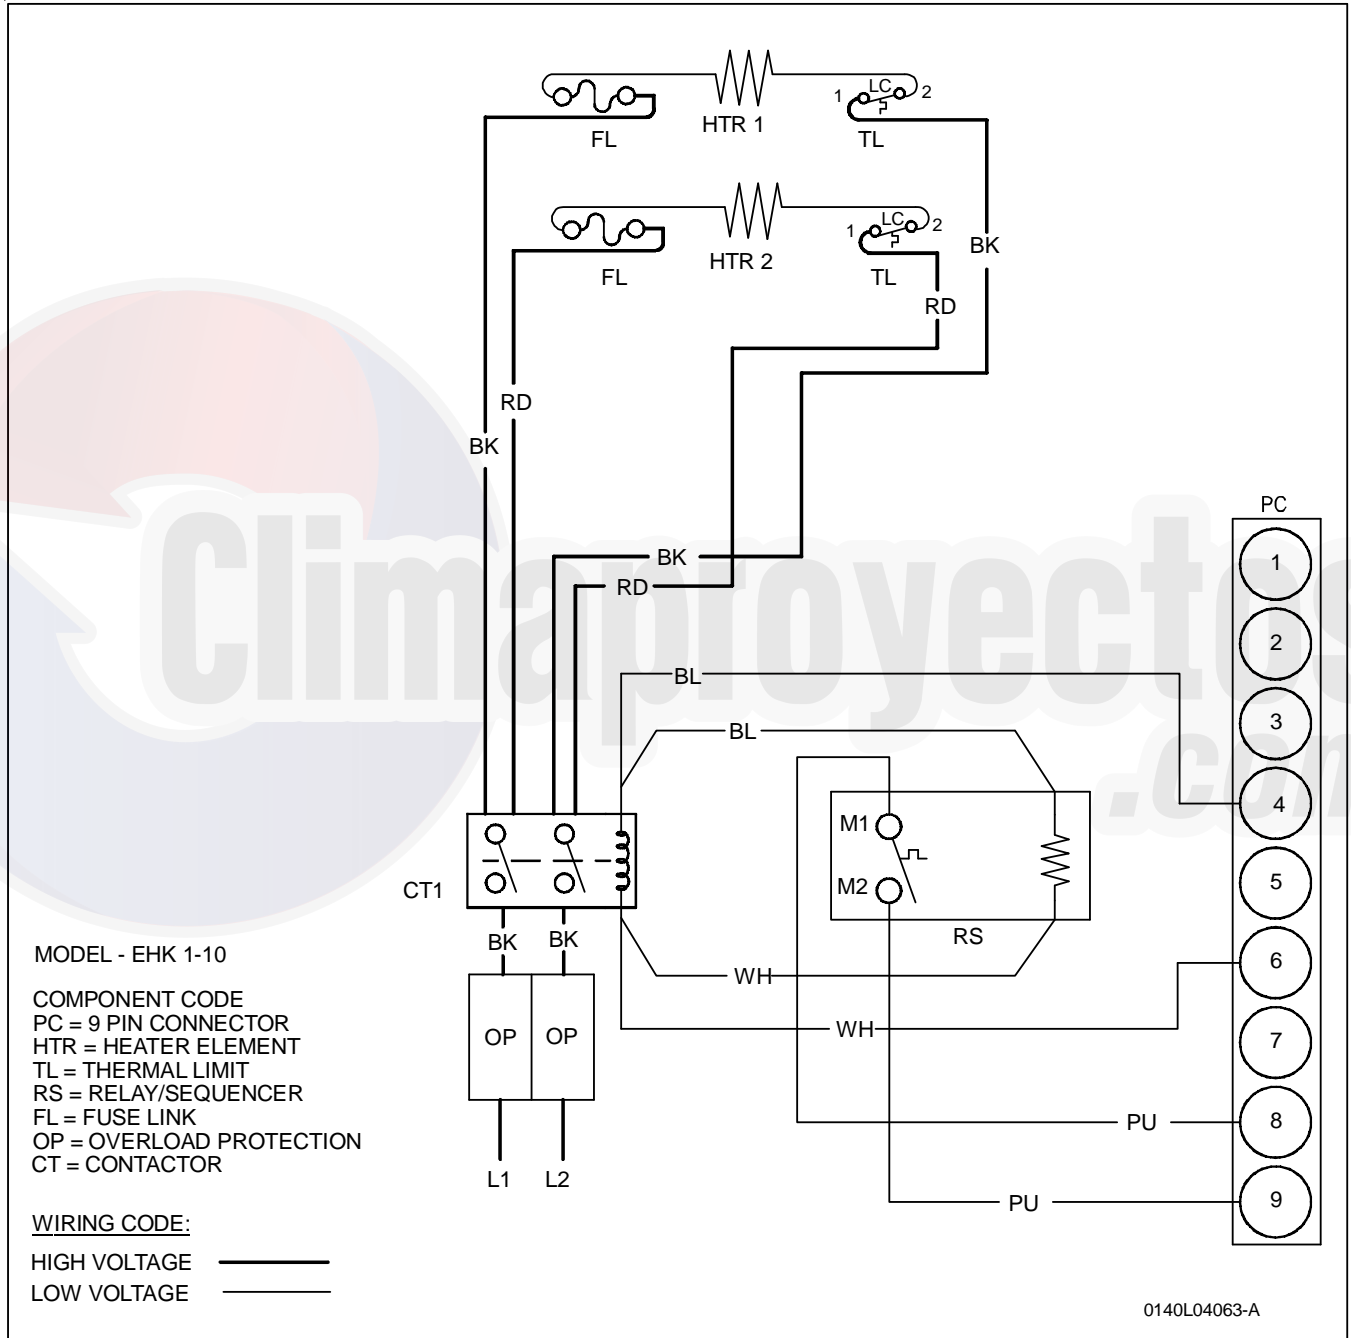 LC
1
2
HTR 1
FL
TL
LC
1
2
BK
HTR 2
FL
TL
RD
RD
BK
PC
Climaproyectos
.com
BK
1
RD
2
BL
3
BL
4
M1
M2
5
CT1
RS
BK
BK
MODEL - EHK 1-10
6
WH
COMPONENT CODE
PC = 9 PIN CONNECTOR
HTR = HEATER ELEMENT
TL = THERMAL LIMIT
RS = RELAY/SEQUENCER
FL = FUSE LINK
OP = OVERLOAD PROTECTION
CT = CONTACTOR
OP
OP
WH
7
8
PU
L1
L2
9
PU
WIRING CODE:
HIGH VOLTAGE
LOW VOLTAGE
0140L04063-A